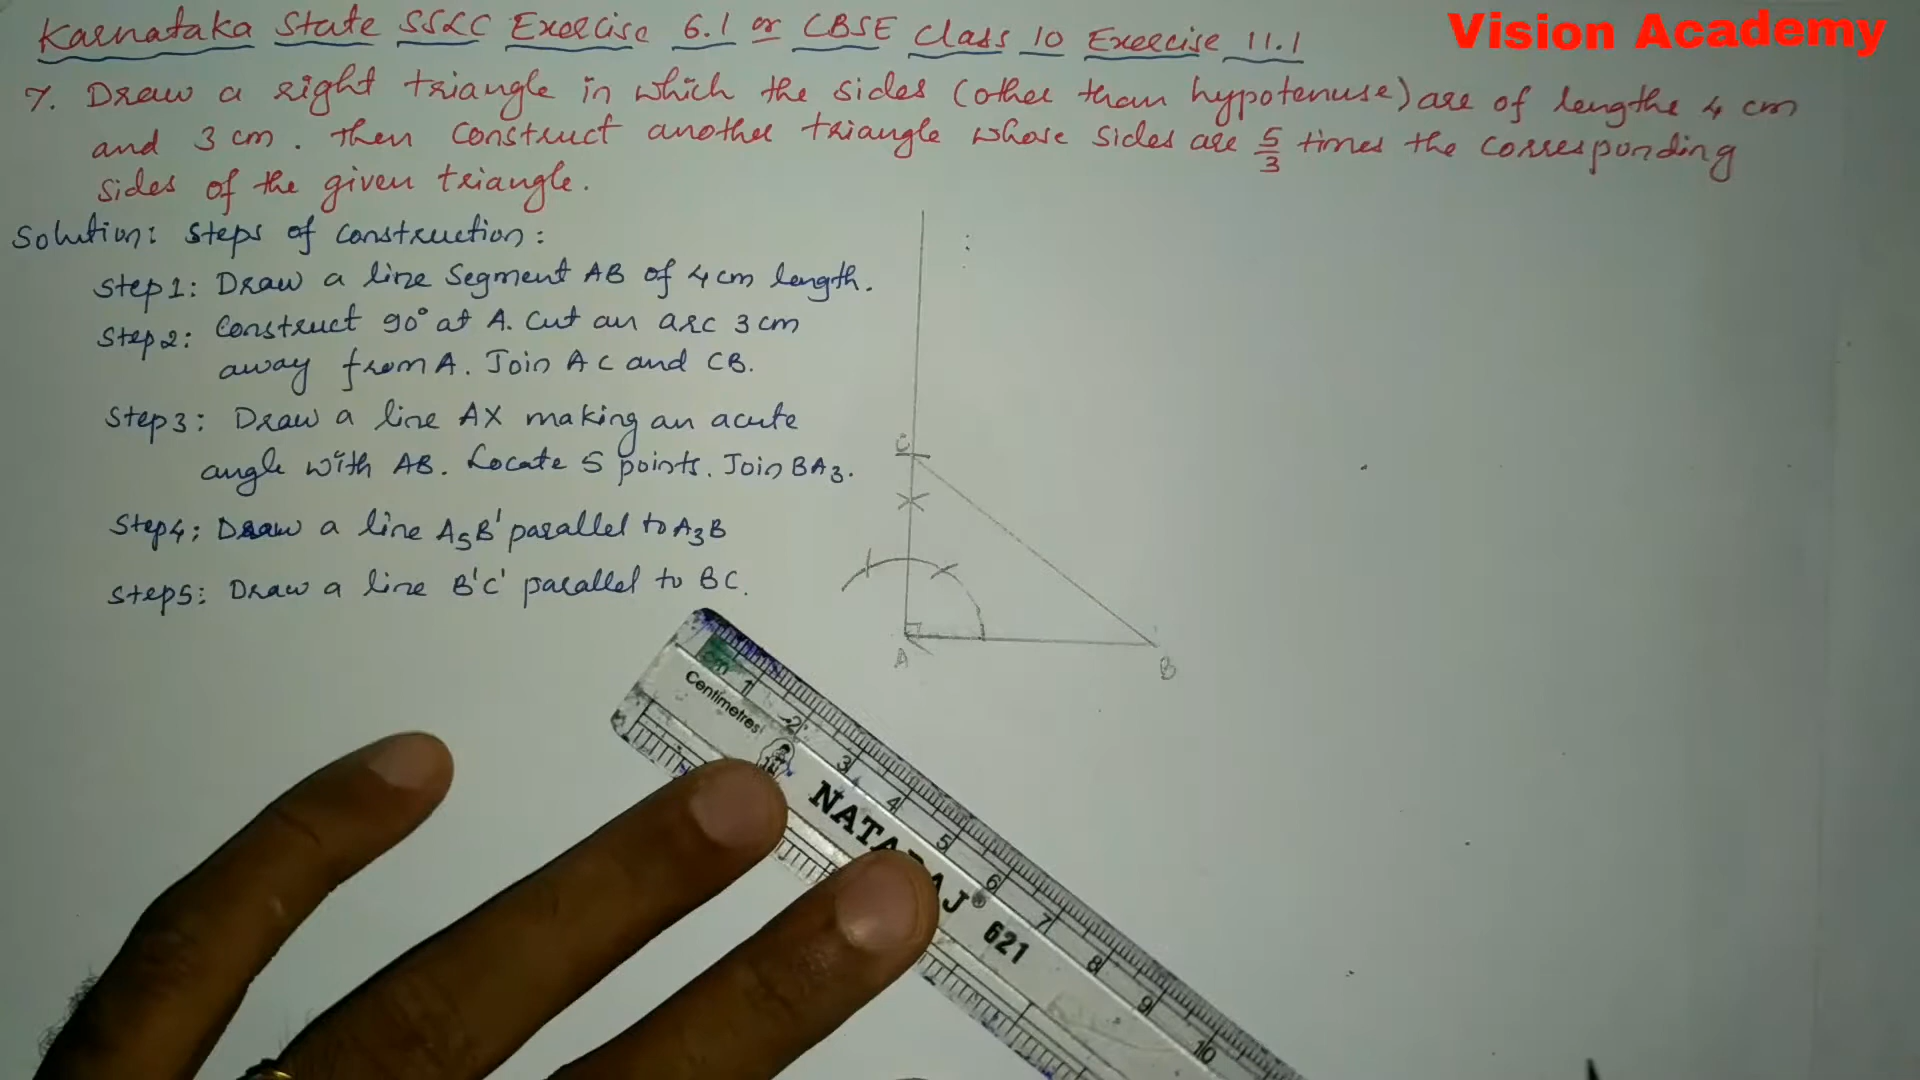 Karnataka State SSLC Exercise 6.1 or CBSE Class 10 Exercise 11.1
Vision Academy
7. Draw a right triangle in which the sides (other than hypotenuse) are of lengths 4 cm
and 3 cm. Then construct another triangle whose sides are 5/3 times the corresponding
sides of the given triangle.
Solution: Steps of construction:
Step 1: Draw a line segment AB of 4 cm length.
Step 2: Construct 90° at A. Cut an arc 3 cm
away from A. Join AC and CB.
Step 3: Draw a line AX making an acute
angle with AB. Locate 5 points. Join BA₃.
Step 4: Draw a line A₅B' parallel to A₃B
Step 5: Draw a line B'C' parallel to BC.
C
A
B
cm 1 2 3 4 5 6 7 8 9 10
Centimetres
NATARAJ® 621